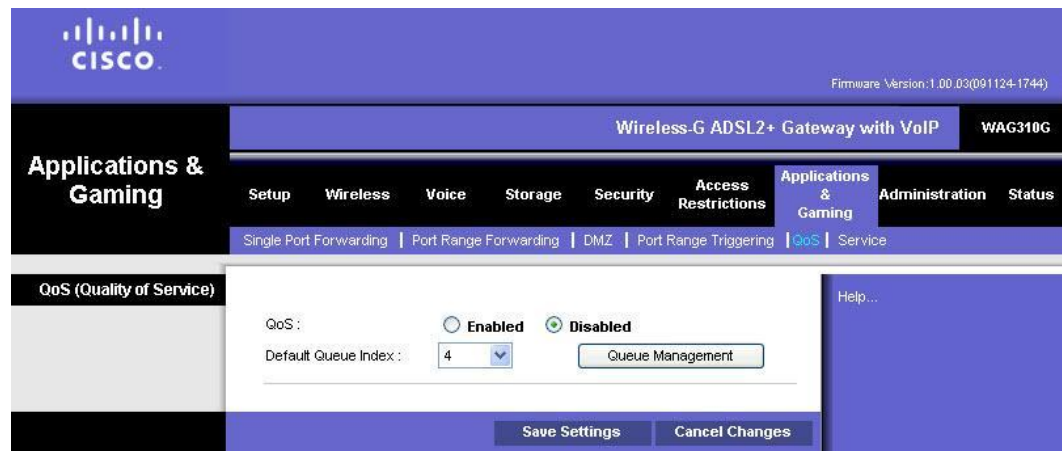 CISCO.
Firmware Version:1.00.03(091124-1744)
Wireless-G ADSL2+ Gateway with VoIP WAG310G
Applications &
Gaming
Setup Wireless Voice Storage Security Access Restrictions Applications & Gaming Administration Status
Single Port Forwarding | Port Range Forwarding | DMZ | Port Range Triggering | QoS | Service
QoS (Quality of Service)
Help...
QoS : Enabled Disabled
Default Queue Index : 4 Queue Management
Save Settings Cancel Changes